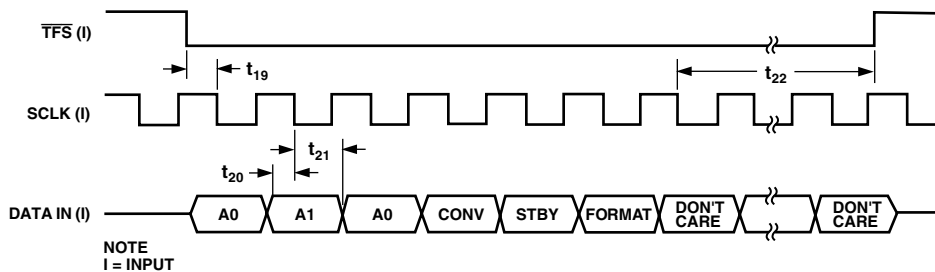 TFS (I)
t19
t22
SCLK (I)
t21
t20
DATA IN (I)
A0
A1
A0
CONV
STBY
FORMAT
DON'T
CARE
DON'T
CARE
NOTE
I = INPUT